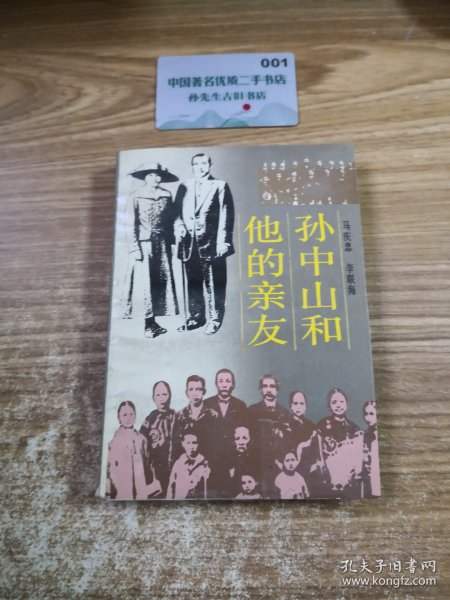 001
中国著名优质二手书店
孙先生古旧书店
孙中山和
他的亲友
马庆忠 李联海
孔夫子旧书网
www.kongfz.com